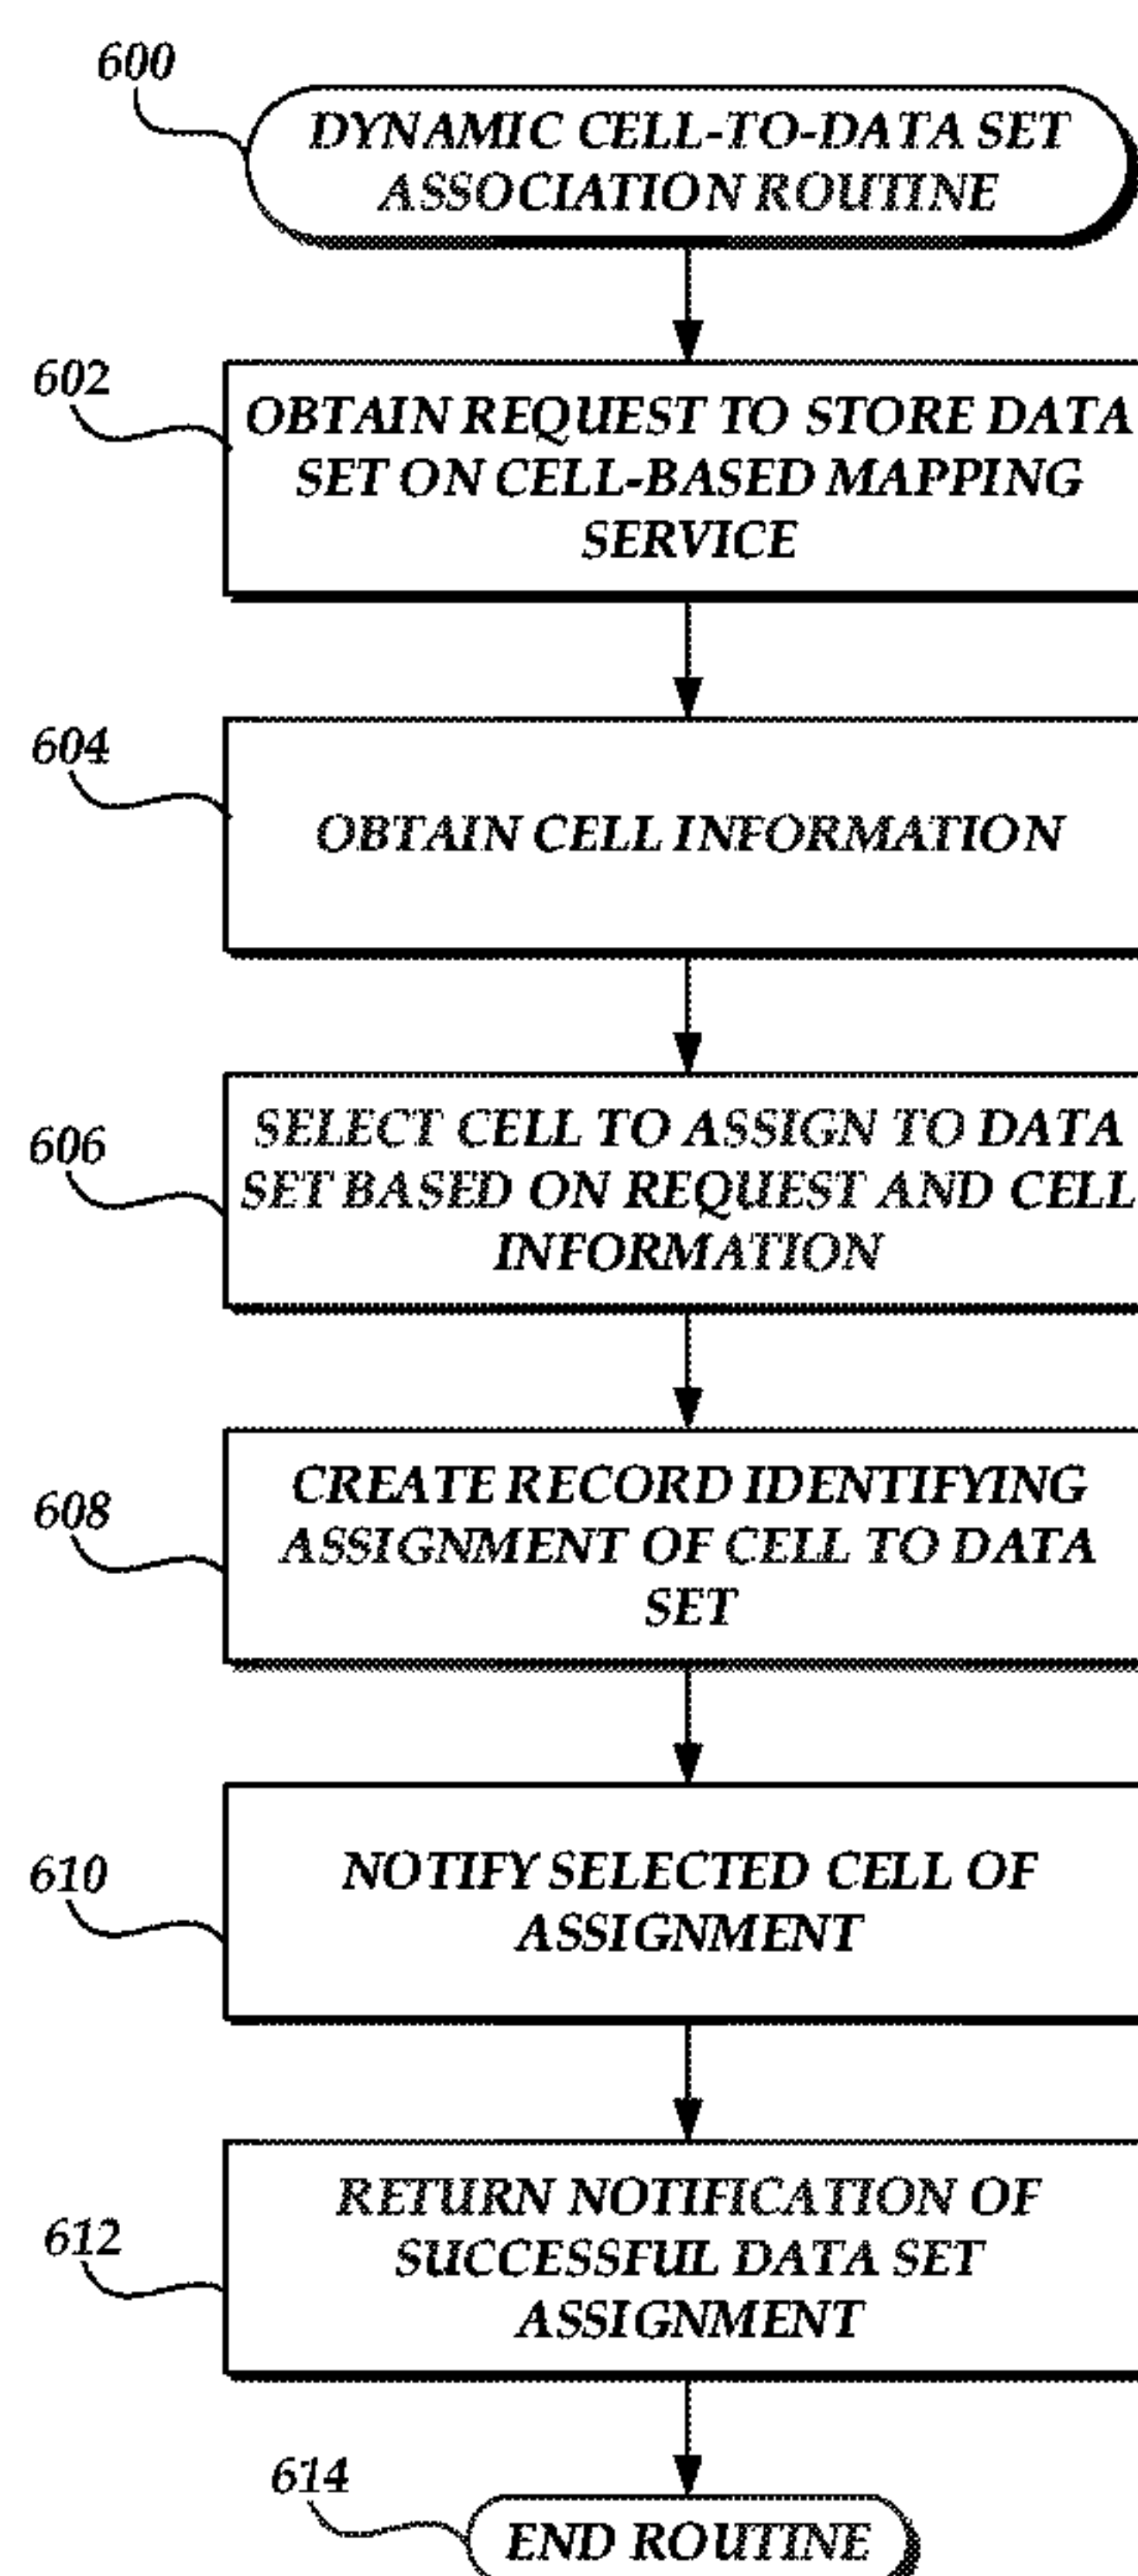 600
DYNAMIC CELL-TO-DATA SET
ASSOCIATION ROUTINE
602
OBTAIN REQUEST TO STORE DATA
SET ON CELL-BASED MAPPING
SERVICE
604
OBTAIN CELL INFORMATION
606
SELECT CELL TO ASSIGN TO DATA
SET BASED ON REQUEST AND CELL
INFORMATION
608
CREATE RECORD IDENTIFYING
ASSIGNMENT OF CELL TO DATA
SET
610
NOTIFY SELECTED CELL OF
ASSIGNMENT
612
RETURN NOTIFICATION OF
SUCCESSFUL DATA SET
ASSIGNMENT
614
END ROUTINE